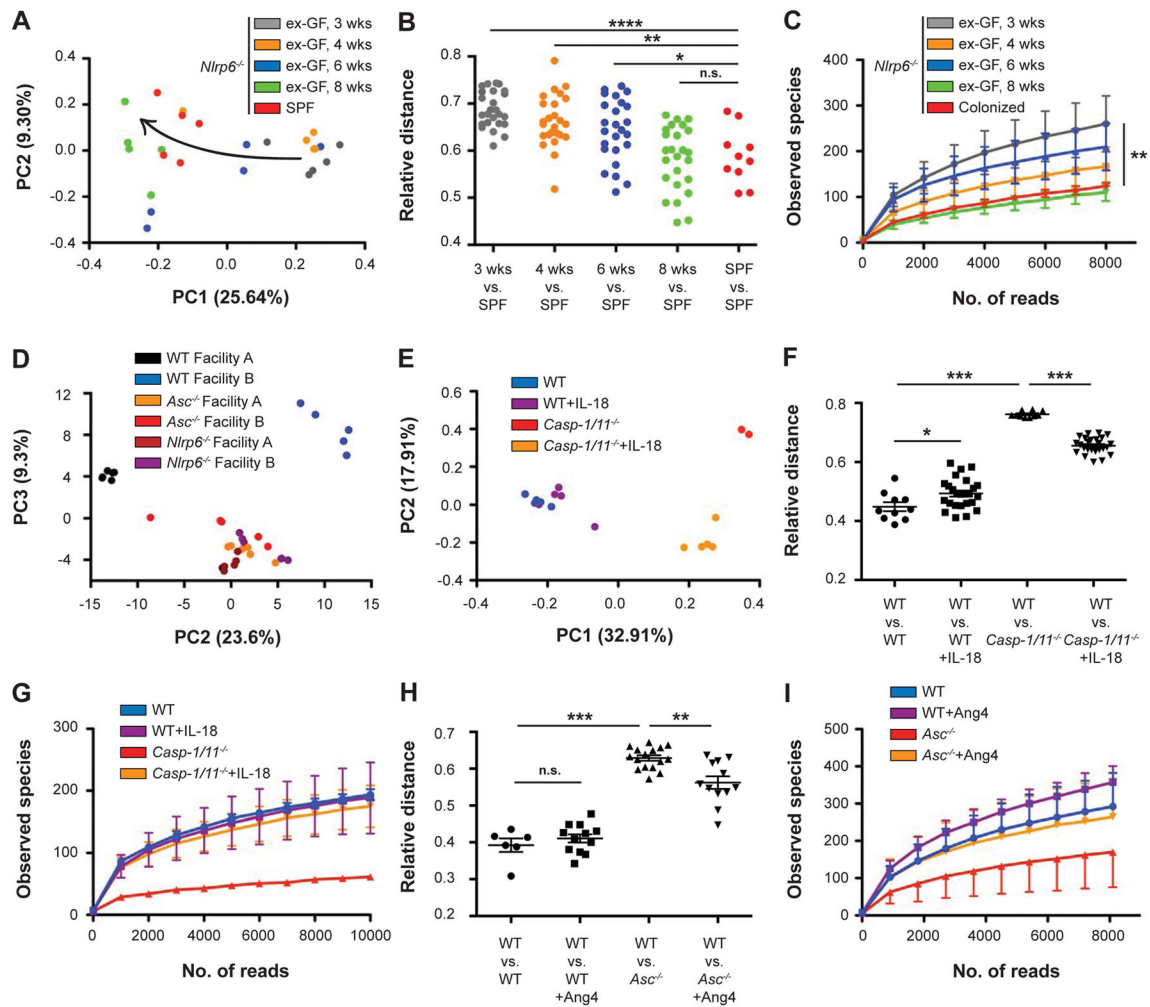 A
ex-GF, 3 wks
ex-GF, 4 wks
Nlrp6-/-
ex-GF, 6 wks
ex-GF, 8 wks
SPF
PC2 (9.30%)
0.4
0.2
0.0
-0.2
-0.4
-0.4
-0.2
0.0
0.2
0.4
PC1 (25.64%)
B
****
**
*
n.s.
Relative distance
0.8
0.7
0.6
0.5
0.4
3 wks vs. SPF
4 wks vs. SPF
6 wks vs. SPF
8 wks vs. SPF
SPF vs. SPF
C
ex-GF, 3 wks
ex-GF, 4 wks
Nlrp6-/-
ex-GF, 6 wks
ex-GF, 8 wks
Colonized
Observed species
400
300
200
100
0
**
0
2000
4000
6000
8000
No. of reads
D
WT Facility A
WT Facility B
Asc-/- Facility A
Asc-/- Facility B
Nlrp6-/- Facility A
Nlrp6-/- Facility B
PC3 (9.3%)
12
8
4
0
-4
-15
-10
-5
0
5
10
15
PC2 (23.6%)
E
WT
WT+IL-18
Casp-1/11-/-
Casp-1/11-/-+IL-18
PC2 (17.91%)
0.6
0.4
0.2
0.0
-0.2
-0.4
-0.4
-0.2
0.0
0.2
0.4
PC1 (32.91%)
F
***
***
*
Relative distance
0.8
0.6
0.4
0.2
WT vs. WT
WT vs. WT +IL-18
WT vs. Casp-1/11-/-
WT vs. Casp-1/11-/- +IL-18
G
WT
WT+IL-18
Casp-1/11-/-
Casp-1/11-/-+IL-18
Observed species
300
200
100
0
0
2000
4000
6000
8000
10000
No. of reads
H
***
**
n.s.
Relative distance
0.7
0.6
0.5
0.4
0.3
0.2
WT vs. WT
WT vs. WT +Ang4
WT vs. Asc-/-
WT vs. Asc-/- +Ang4
I
WT
WT+Ang4
Asc-/-
Asc-/-+Ang4
Observed species
500
400
300
200
100
0
0
2000
4000
6000
8000
No. of reads